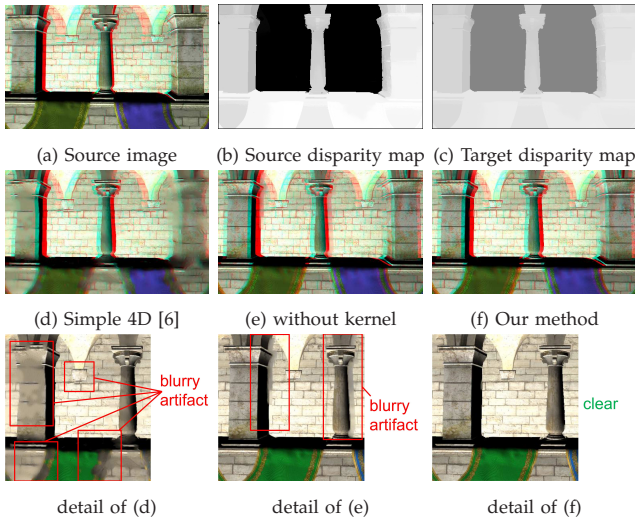 (a) Source image
(b) Source disparity map
(c) Target disparity map
(d) Simple 4D [6]
(e) without kernel
(f) Our method
blurry
artifact
blurry
artifact
clear
detail of (d)
detail of (e)
detail of (f)